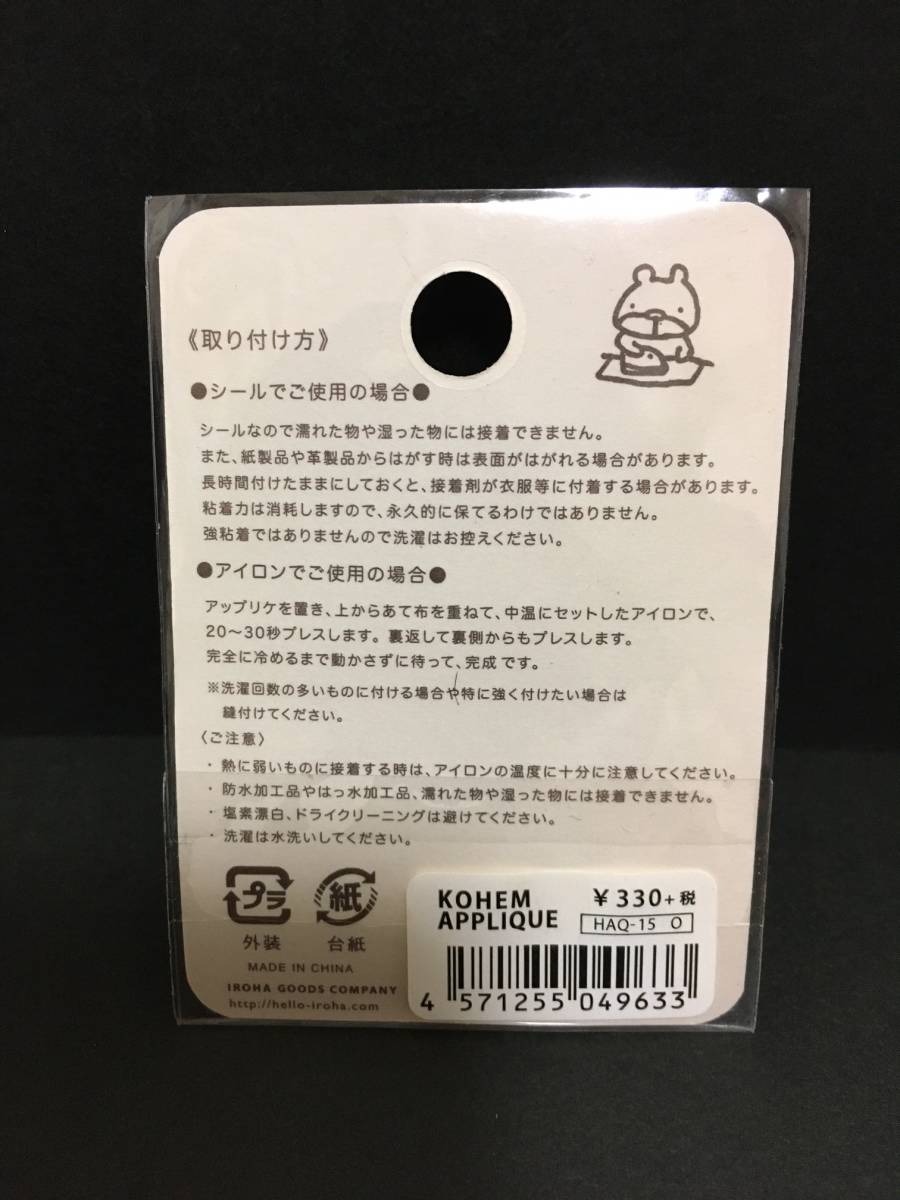 《取り付け方》
●シールでご使用の場合●
シールなので濡れた物や湿った物には接着できません。
また、紙製品や革製品からはがす時は表面がはがれる場合があります。
長時間付けたままにしておくと、接着剤が衣服等に付着する場合があります。
粘着力は消耗しますので、永久的に保てるわけではありません。
強粘着ではありませんので洗濯はお控えください。
●アイロンでご使用の場合●
アップリケを置き、上からあて布を重ねて、中温にセットしたアイロンで、
20〜30秒プレスします。裏返して裏側からもプレスします。
完全に冷めるまで動かさずに待って、完成です。
※洗濯回数の多いものに付ける場合や特に強く付けたい場合は
縫付けてください。
〈ご注意〉
・熱に弱いものに接着する時は、アイロンの温度に十分に注意してください。
・防水加工品やはっ水加工品、濡れた物や湿った物には接着できません。
・塩素漂白、ドライクリーニングは避けてください。
・洗濯は水洗いしてください。
プラ 紙
外装 台紙
MADE IN CHINA
IROHA GOODS COMPANY
http://hello-iroha.com
KOHEM
APPLIQUE
¥330+税
HAQ-15 O
4 571255 049633